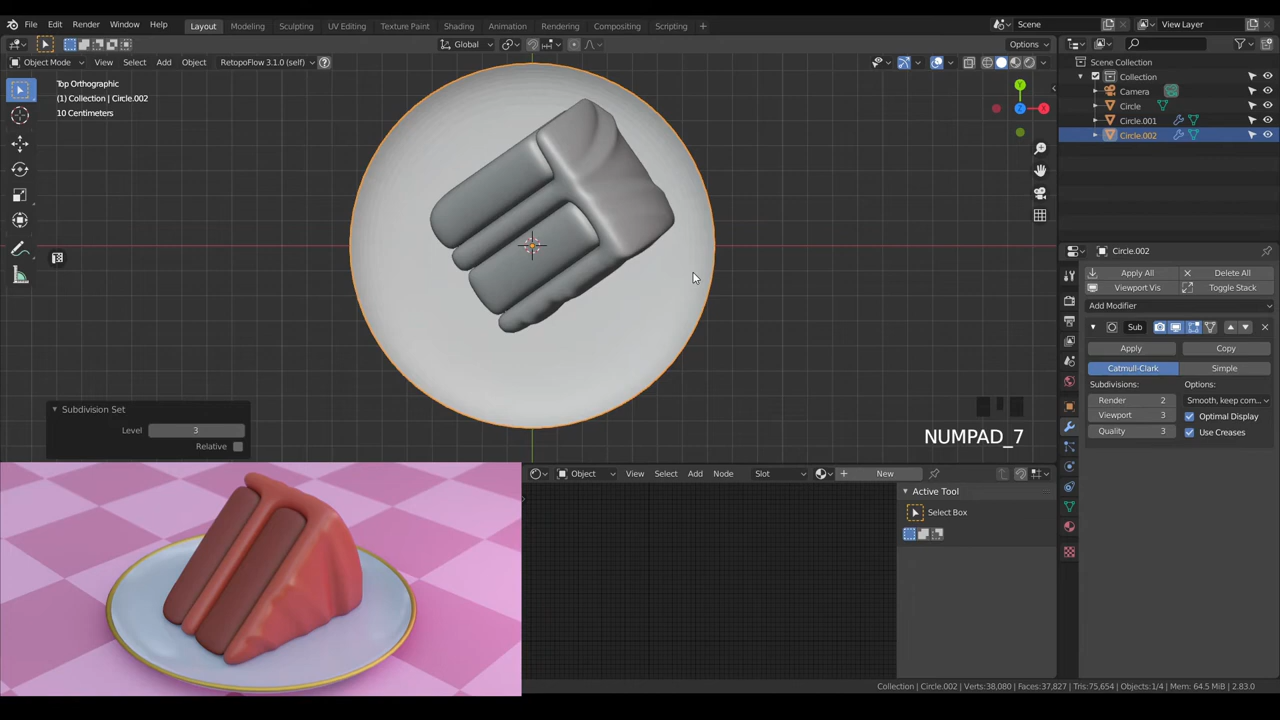 File Edit Render Window Help Layout Modeling Sculpting UV Editing Texture Paint Shading Animation Rendering Compositing Scripting Scene View Layer
Global Options
Object Mode View Select Add Object RetopoFlow 3.1.0 (self)
Top Orthographic
(1) Collection | Circle.002
10 Centimeters
Scene Collection
Collection
Camera
Circle
Circle.001
Circle.002
Circle.002
Apply All Delete All
Viewport Vis Toggle Stack
Add Modifier
Sub
Apply Copy
Catmull-Clark Simple
Subdivisions: Options:
Render 2 Smooth, keep com...
Viewport 3 Optimal Display
Quality 3 Use Creases
Subdivision Set
Level 3
Relative
NUMPAD_7
Object View Select Add Node Slot New
Active Tool
Select Box
Collection | Circle.002 | Verts:38,080 | Faces:37,827 | Tris:75,654 | Objects:1/4 | Mem: 64.5 MiB | 2.83.0
X
Y
Z